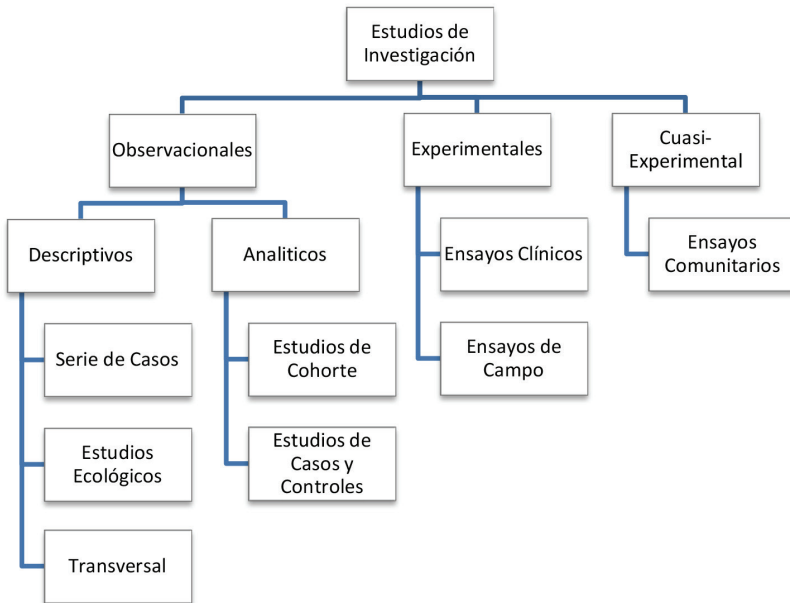 Estudios de
Investigación
Observacionales
Experimentales
Cuasi-
Experimental
Descriptivos
Analiticos
Ensayos Clínicos
Ensayos
Comunitarios
Serie de Casos
Estudios de
Cohorte
Ensayos de
Campo
Estudios
Ecológicos
Estudios de
Casos y
Controles
Transversal